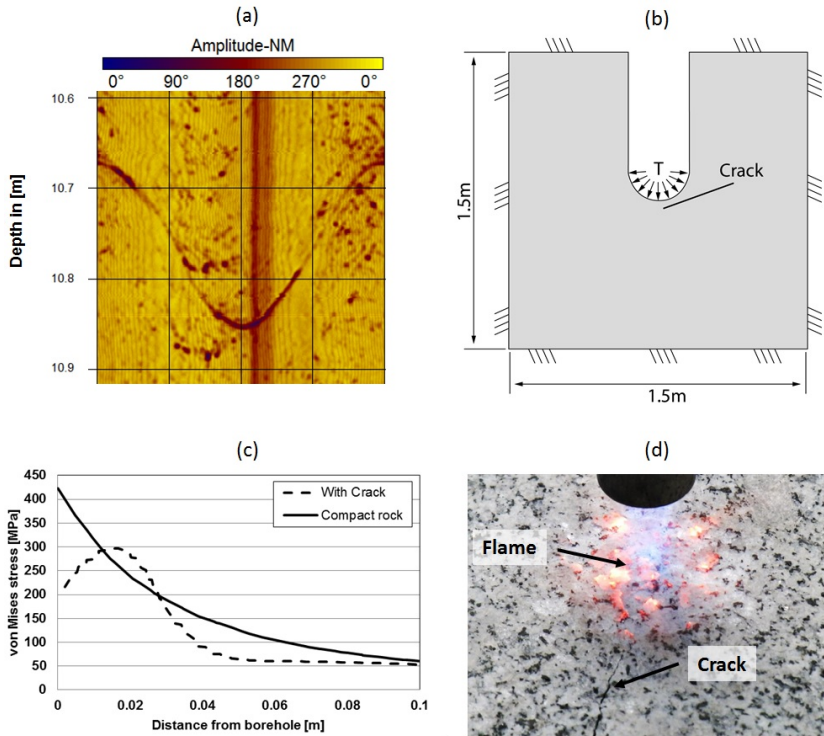 (a)
Amplitude-NM
0° 90° 180° 270° 0°
Depth in [m]
10.6
10.7
10.8
10.9
(b)
T
Crack
1.5m
1.5m
(c)
von Mises stress [MPa]
450
400
350
300
250
200
150
100
50
0
With Crack
Compact rock
0 0.02 0.04 0.06 0.08 0.1
Distance from borehole [m]
(d)
Flame
Crack